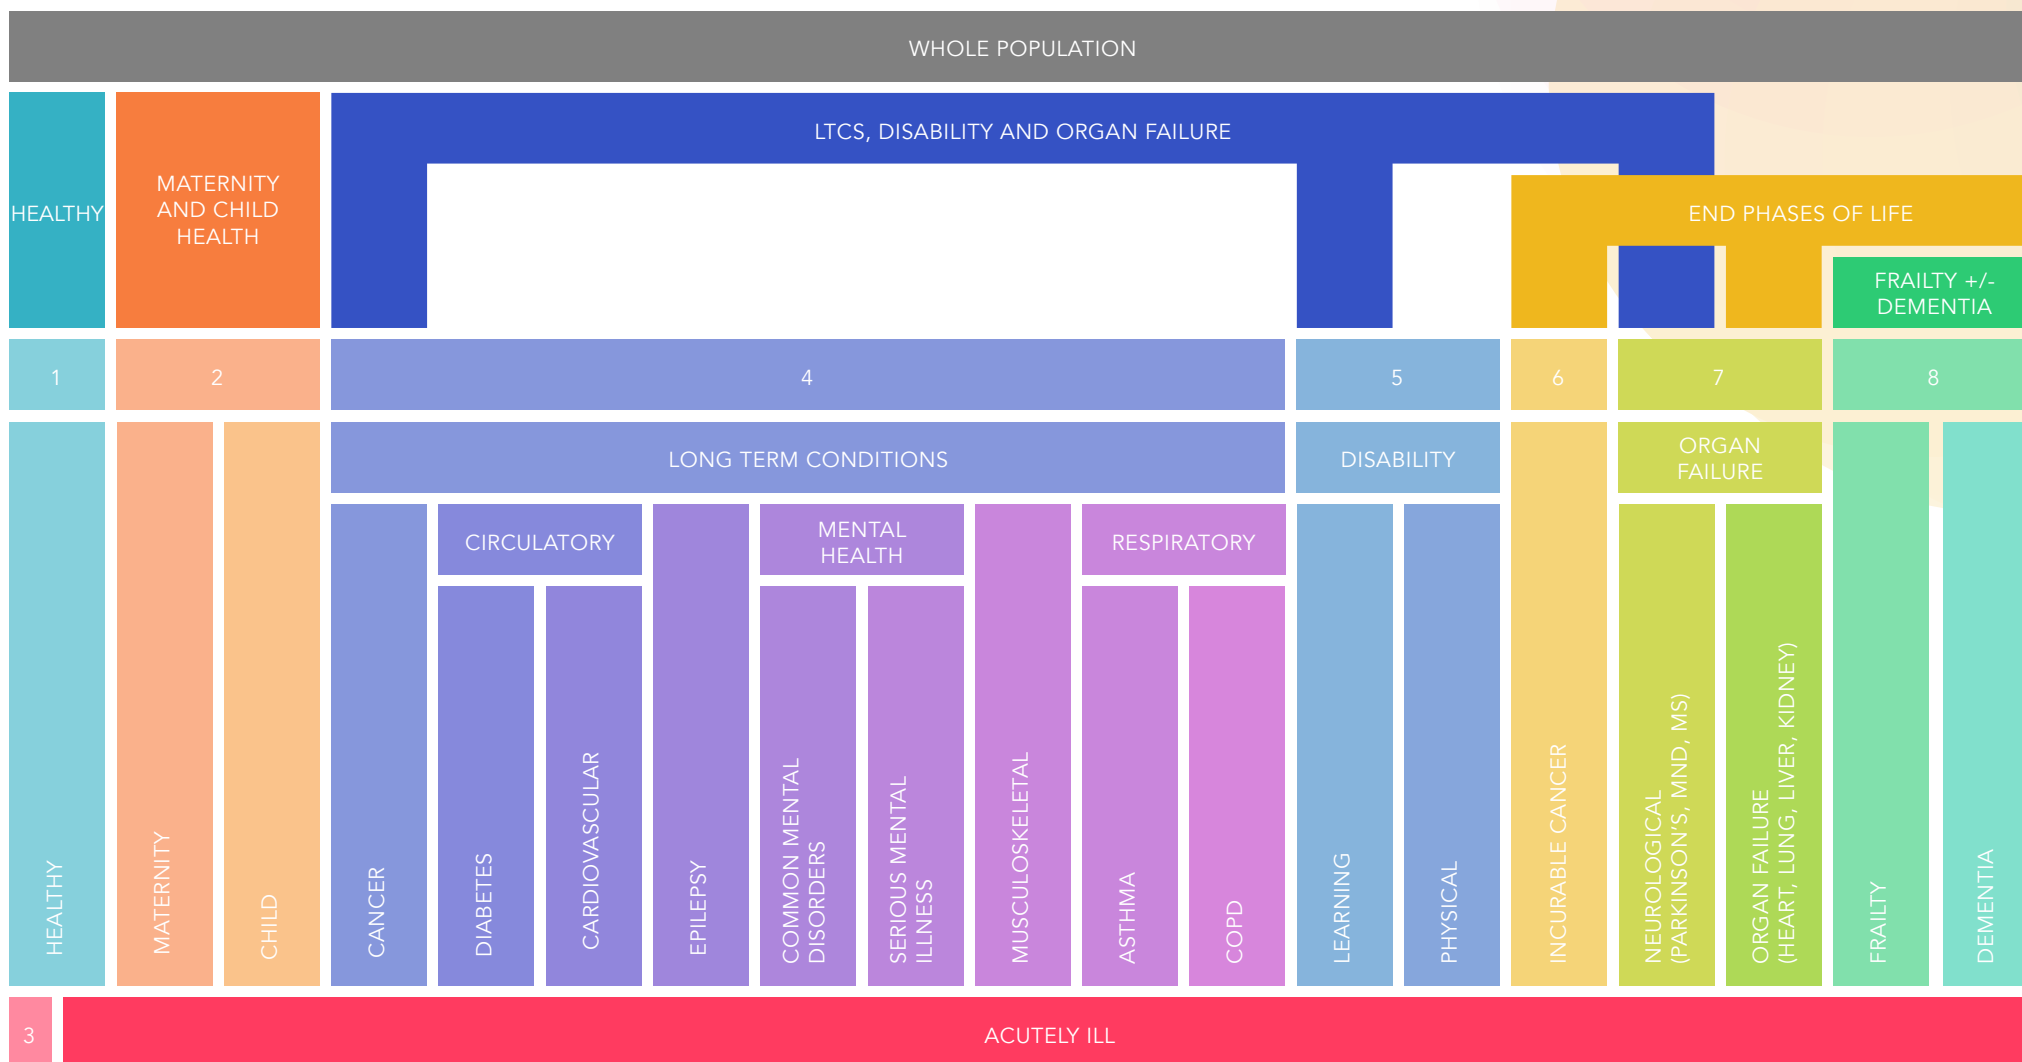 WHOLE POPULATION
HEALTHY
MATERNITY
AND CHILD
HEALTH
LTCS, DISABILITY AND ORGAN FAILURE
END PHASES OF LIFE
FRAILTY +/-
DEMENTIA
1
2
4
5
6
7
8
LONG TERM CONDITIONS
DISABILITY
ORGAN
FAILURE
CIRCULATORY
MENTAL
HEALTH
RESPIRATORY
HEALTHY
MATERNITY
CHILD
CANCER
DIABETES
CARDIOVASCULAR
EPILEPSY
COMMON MENTAL
DISORDERS
SERIOUS MENTAL
ILLNESS
MUSCULOSKELETAL
ASTHMA
COPD
LEARNING
PHYSICAL
INCURABLE CANCER
NEUROLOGICAL
(PARKINSON'S, MND, MS)
ORGAN FAILURE
(HEART, LUNG, LIVER, KIDNEY)
FRAILTY
DEMENTIA
3
ACUTELY ILL